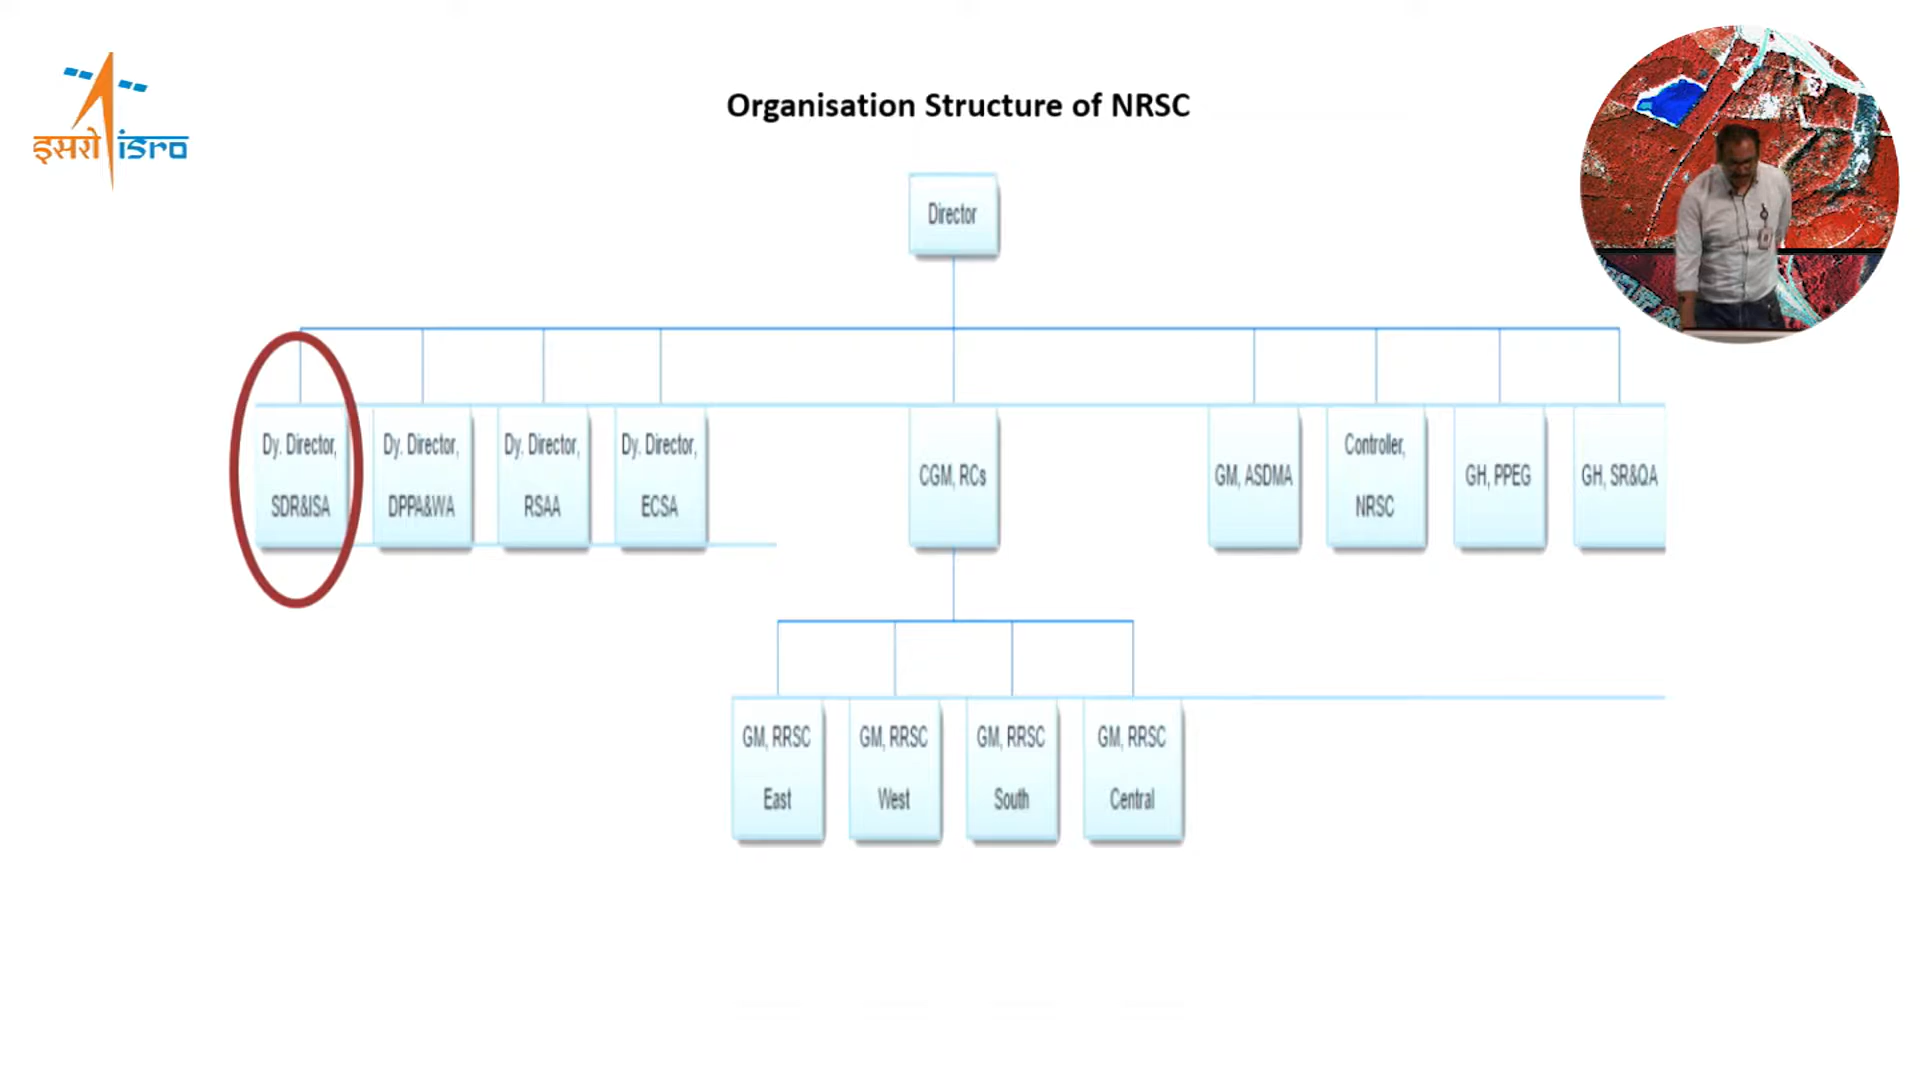 इसरो isro
Organisation Structure of NRSC
Director
Dy. Director,
SDR&ISA
Dy. Director,
DPPA&WA
Dy. Director,
RSAA
Dy. Director,
ECSA
CGM, RCs
GM, ASDMA
Controller,
NRSC
GH, PPEG
GH, SR&QA
GM, RRSC
East
GM, RRSC
West
GM, RRSC
South
GM, RRSC
Central